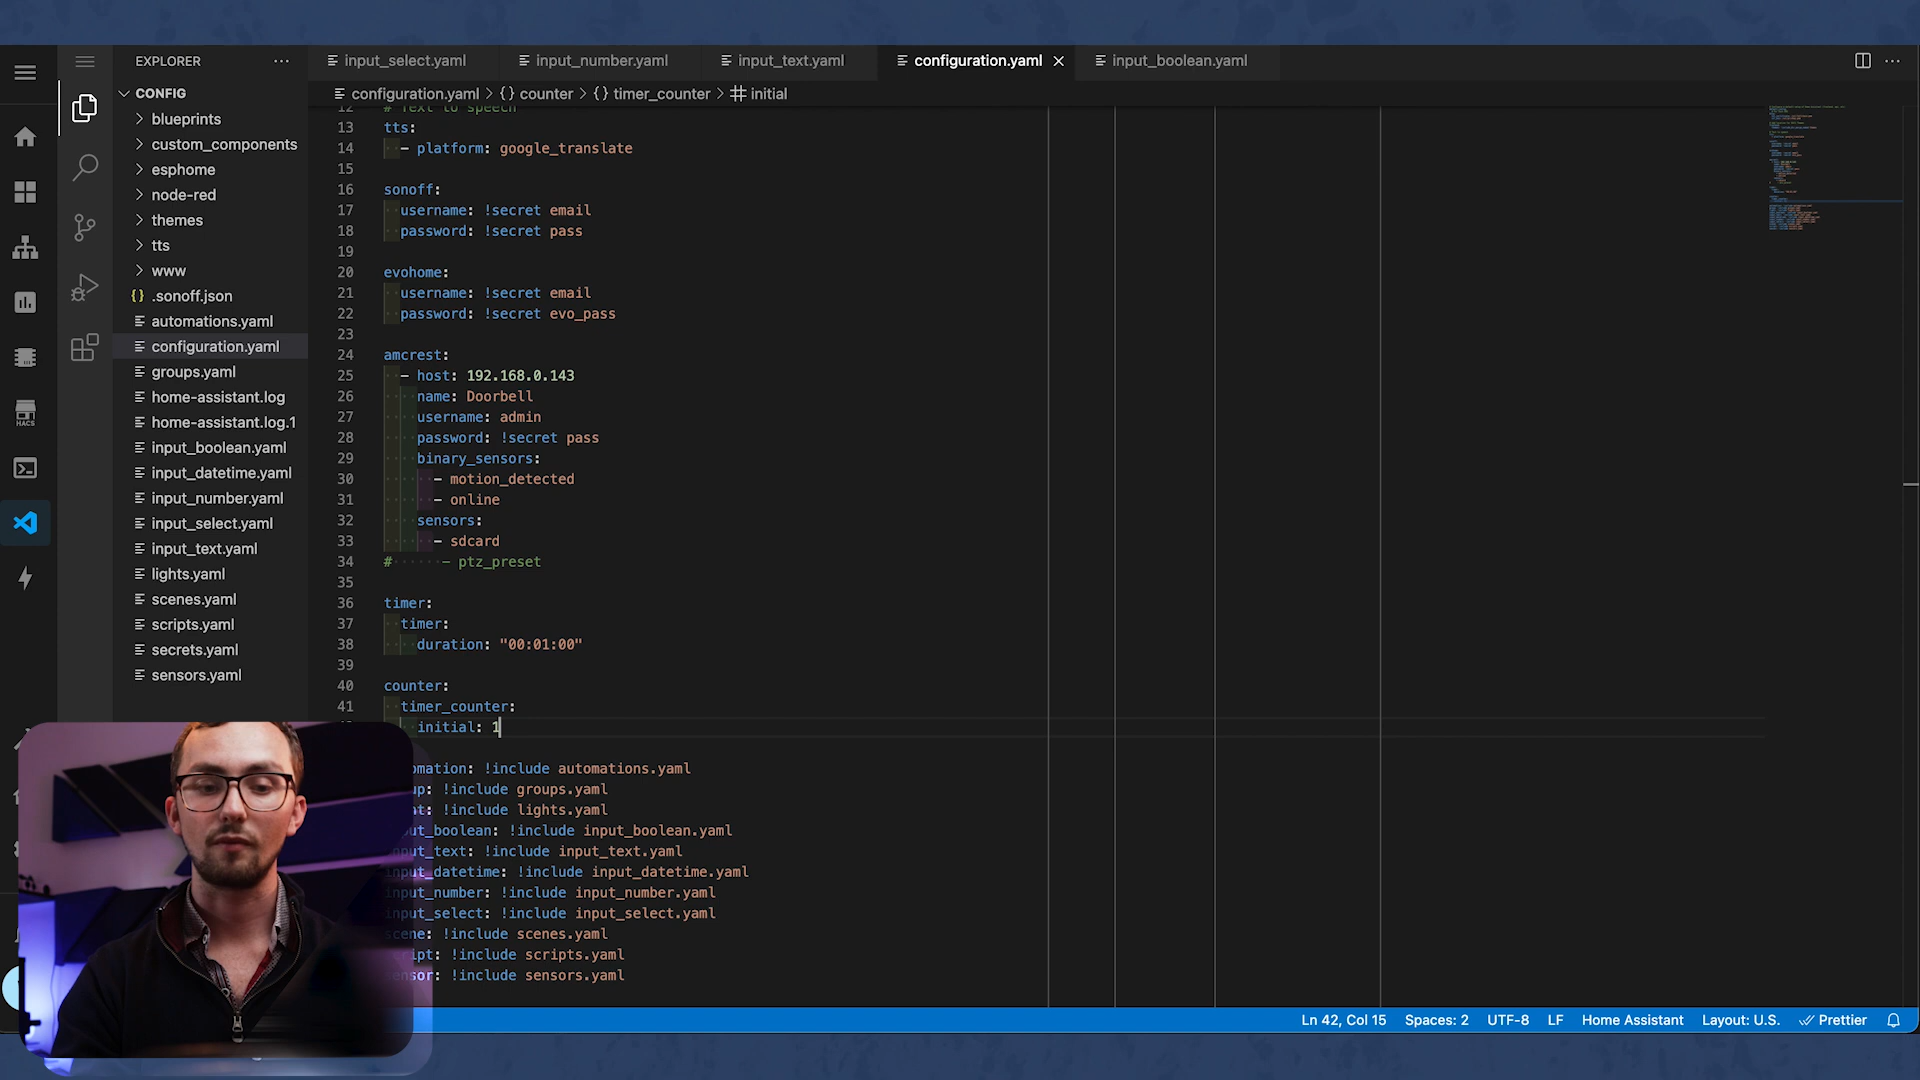 EXPLORER
input_select.yaml
input_number.yaml
input_text.yaml
configuration.yaml
input_boolean.yaml
configuration.yaml > {} counter > {} timer_counter > initial
CONFIG
blueprints
custom_components
esphome
node-red
themes
tts
www
{} .sonoff.json
automations.yaml
configuration.yaml
groups.yaml
home-assistant.log
home-assistant.log.1
input_boolean.yaml
input_datetime.yaml
input_number.yaml
input_select.yaml
input_text.yaml
lights.yaml
scenes.yaml
scripts.yaml
secrets.yaml
sensors.yaml
HACS
12 # Text to speech
13 tts:
14 - platform: google_translate
15
16 sonoff:
17 username: !secret email
18 password: !secret pass
19
20 evohome:
21 username: !secret email
22 password: !secret evo_pass
23
24 amcrest:
25 - host: 192.168.0.143
26 name: Doorbell
27 username: admin
28 password: !secret pass
29 binary_sensors:
30 - motion_detected
31 - online
32 sensors:
33 - sdcard
34 # - ptz_preset
35
36 timer:
37 timer:
38 duration: "00:01:00"
39
40 counter:
41 timer_counter:
initial: 1
omation: !include automations.yaml
up: !include groups.yaml
t: !include lights.yaml
ut_boolean: !include input_boolean.yaml
put_text: !include input_text.yaml
input_datetime: !include input_datetime.yaml
input_number: !include input_number.yaml
input_select: !include input_select.yaml
scene: !include scenes.yaml
cript: !include scripts.yaml
ensor: !include sensors.yaml
Ln 42, Col 15 Spaces: 2 UTF-8 LF Home Assistant Layout: U.S. Prettier